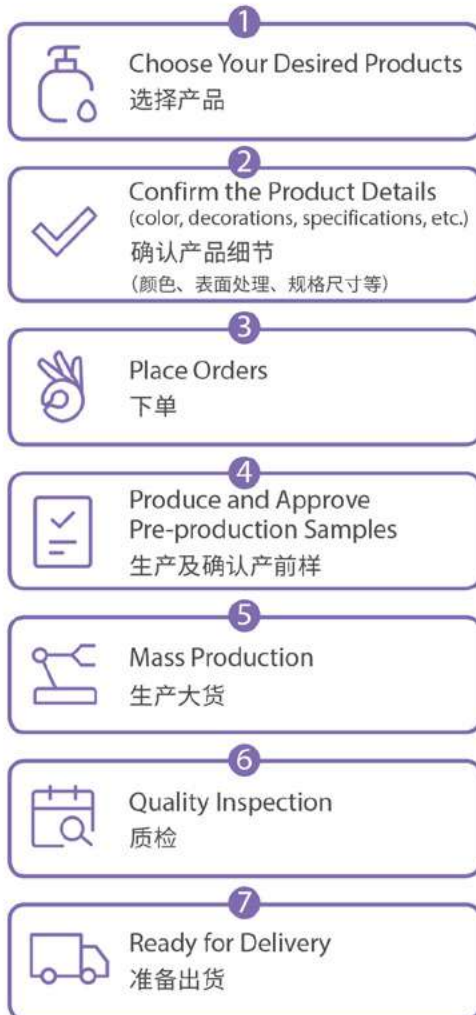 1
Choose Your Desired Products
选择产品
2
Confirm the Product Details
(color, decorations, specifications, etc.)
确认产品细节
（颜色、表面处理、规格尺寸等）
3
Place Orders
下单
4
Produce and Approve
Pre-production Samples
生产及确认产前样
5
Mass Production
生产大货
6
Quality Inspection
质检
7
Ready for Delivery
准备出货